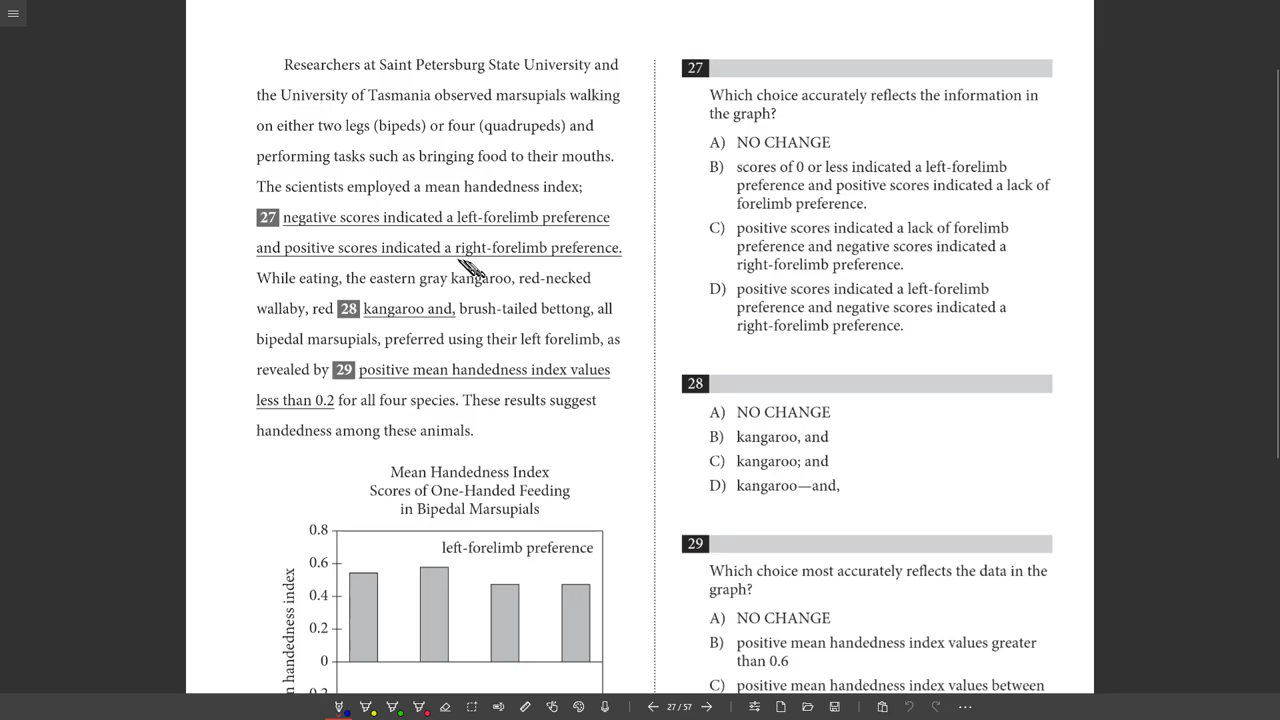 Researchers at Saint Petersburg State University and
the University of Tasmania observed marsupials walking
on either two legs (bipeds) or four (quadrupeds) and
performing tasks such as bringing food to their mouths.
The scientists employed a mean handedness index;
27 negative scores indicated a left-forelimb preference
and positive scores indicated a right-forelimb preference.
While eating, the eastern gray kangaroo, red-necked
wallaby, red 28 kangaroo and, brush-tailed bettong, all
bipedal marsupials, preferred using their left forelimb, as
revealed by 29 positive mean handedness index values
less than 0.2 for all four species. These results suggest
handedness among these animals.
Mean Handedness Index
Scores of One-Handed Feeding
in Bipedal Marsupials
0.8
left-forelimb preference
0.6
0.4
0.2
0
handedness index
27
Which choice accurately reflects the information in
the graph?
A) NO CHANGE
B) scores of 0 or less indicated a left-forelimb
preference and positive scores indicated a lack of
forelimb preference.
C) positive scores indicated a lack of forelimb
preference and negative scores indicated a
right-forelimb preference.
D) positive scores indicated a left-forelimb
preference and negative scores indicated a
right-forelimb preference.
28
A) NO CHANGE
B) kangaroo, and
C) kangaroo; and
D) kangaroo—and,
29
Which choice most accurately reflects the data in the
graph?
A) NO CHANGE
B) positive mean handedness index values greater
than 0.6
C) positive mean handedness index values between
27 / 57